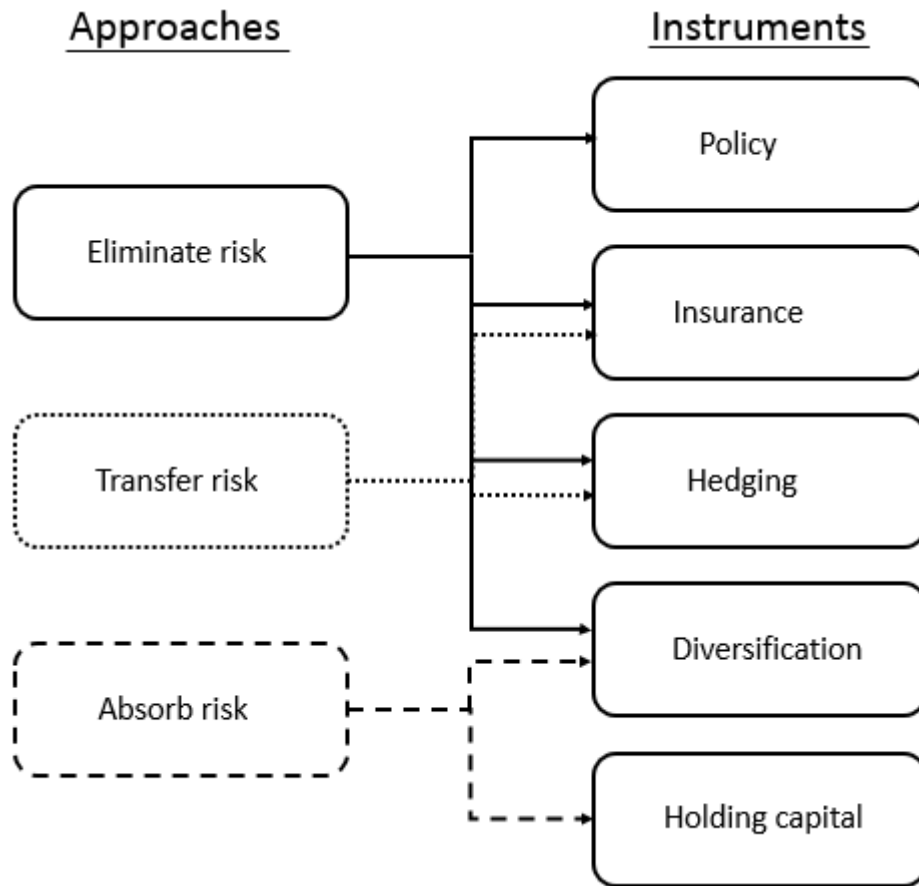 Approaches
Instruments
Policy
Eliminate risk
Insurance
Transfer risk
Hedging
Diversification
Absorb risk
Holding capital